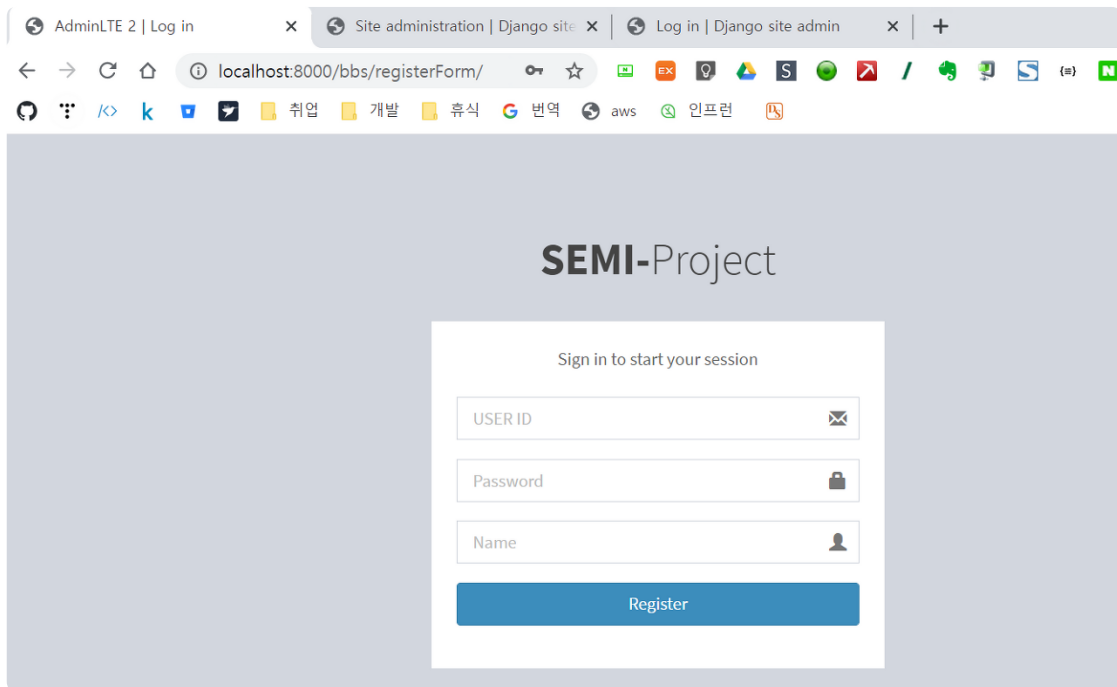 AdminLTE 2 | Log in
Site administration | Django site
Log in | Django site admin
localhost:8000/bbs/registerForm/
EX
S
N
k
취업
개발
휴식
번역
aws
인프런
SEMI-Project
Sign in to start your session
USER ID
Password
Name
Register